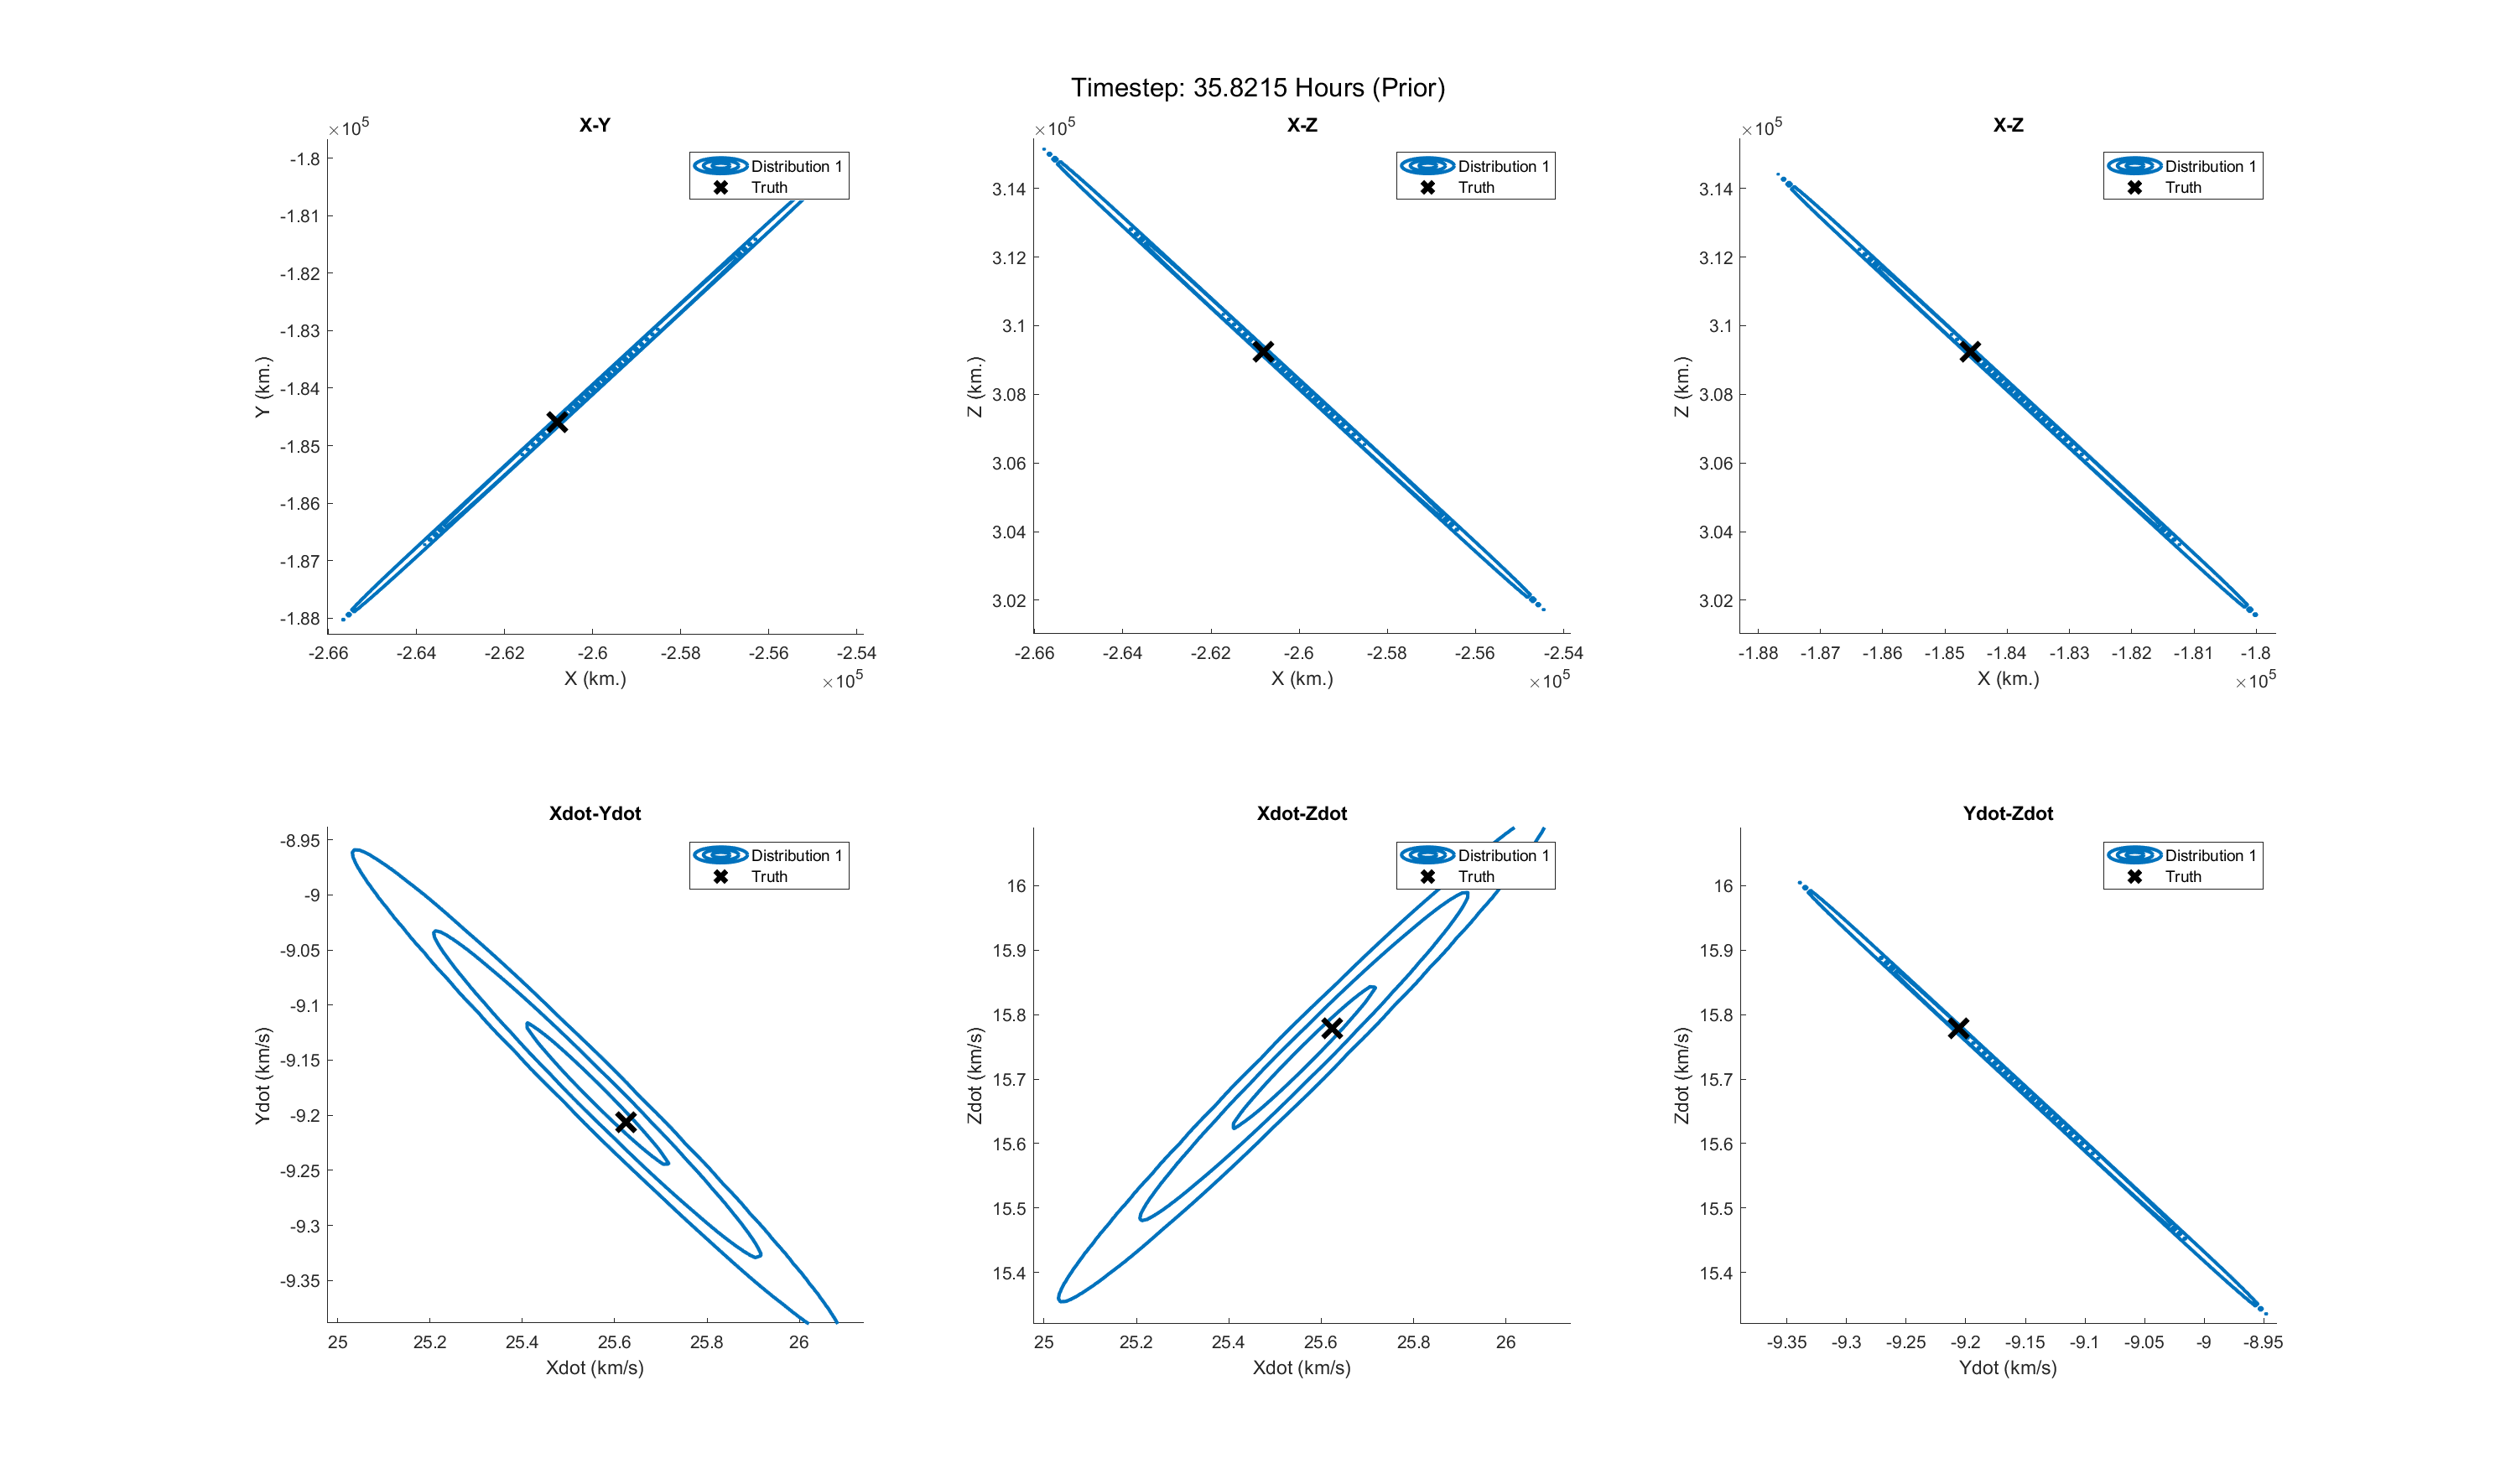 Timestep: 35.8215 Hours (Prior)
X-Y
×10^5
Distribution 1
Truth
-1.8
-1.81
-1.82
-1.83
-1.84
-1.85
-1.86
-1.87
-1.88
Y (km.)
-2.66 -2.64 -2.62 -2.6 -2.58 -2.56 -2.54
X (km.)
×10^5
X-Z
×10^5
Distribution 1
Truth
3.14
3.12
3.1
3.08
3.06
3.04
3.02
Z (km.)
-2.66 -2.64 -2.62 -2.6 -2.58 -2.56 -2.54
X (km.)
×10^5
X-Z
×10^5
Distribution 1
Truth
3.14
3.12
3.1
3.08
3.06
3.04
3.02
Z (km.)
-1.88 -1.87 -1.86 -1.85 -1.84 -1.83 -1.82 -1.81 -1.8
X (km.)
×10^5
Xdot-Ydot
Distribution 1
Truth
-8.95
-9
-9.05
-9.1
-9.15
-9.2
-9.25
-9.3
-9.35
Ydot (km/s)
25 25.2 25.4 25.6 25.8 26
Xdot (km/s)
Xdot-Zdot
Distribution 1
Truth
16
15.9
15.8
15.7
15.6
15.5
15.4
Zdot (km/s)
25 25.2 25.4 25.6 25.8 26
Xdot (km/s)
Ydot-Zdot
Distribution 1
Truth
16
15.9
15.8
15.7
15.6
15.5
15.4
Zdot (km/s)
-9.35 -9.3 -9.25 -9.2 -9.15 -9.1 -9.05 -9 -8.95
Ydot (km/s)